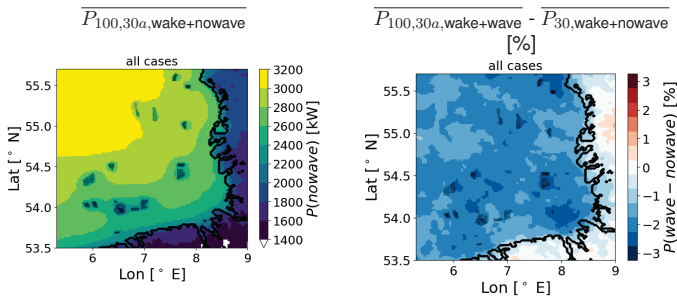 P100,30a,wake+nowave
all cases
55.5
55.0
54.5
54.0
53.5
Lat [° N]
6 7 8 9
Lon [° E]
3200
3000
2800
2600
2400
2200
2000
1800
1600
1400
P(nowave) [kW]
P100,30a,wake+wave - P30,wake+nowave
[%]
all cases
55.5
55.0
54.5
54.0
53.5
Lat [° N]
6 7 8 9
Lon [° E]
3
2
1
0
−1
−2
−3
P(wave − nowave) [%]